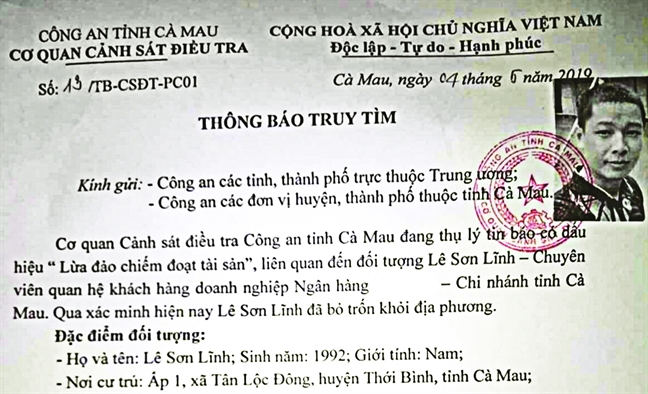 CÔNG AN TỈNH CÀ MAU
CƠ QUAN CẢNH SÁT ĐIỀU TRA
CỘNG HOÀ XÃ HỘI CHỦ NGHĨA VIỆT NAM
Độc lập - Tự do - Hạnh phúc
Số: 19/TB-CSĐT-PC01
Cà Mau, ngày 04 tháng 6 năm 2019
THÔNG BÁO TRUY TÌM
CÔNG AN TỈNH CÀ MAU
Kính gửi: - Công an các tỉnh, thành phố trực thuộc Trung ương;
- Công an các đơn vị huyện, thành phố thuộc tỉnh Cà Mau.
Cơ quan Cảnh sát điều tra Công an tỉnh Cà Mau đang thụ lý tin báo có dấu
hiệu “ Lừa đảo chiếm đoạt tài sản”, liên quan đến đối tượng Lê Sơn Lĩnh – Chuyên
viên quan hệ khách hàng doanh nghiệp Ngân hàng – Chi nhánh tỉnh Cà
Mau. Qua xác minh hiện nay Lê Sơn Lĩnh đã bỏ trốn khỏi địa phương.
Đặc điểm đối tượng:
- Họ và tên: Lê Sơn Lĩnh; Sinh năm: 1992; Giới tính: Nam;
- Nơi cư trú: Ấp 1, xã Tân Lộc Đông, huyện Thới Bình, tỉnh Cà Mau;